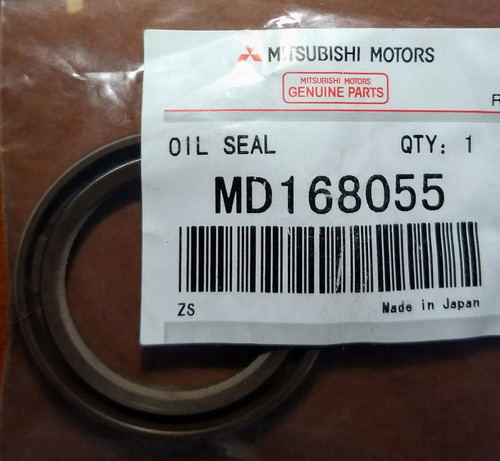 MITSUBISHI MOTORS
MITSUBISHI MOTORS
GENUINE PARTS
R
OIL SEAL QTY: 1
MD168055
ZS Made in Japan